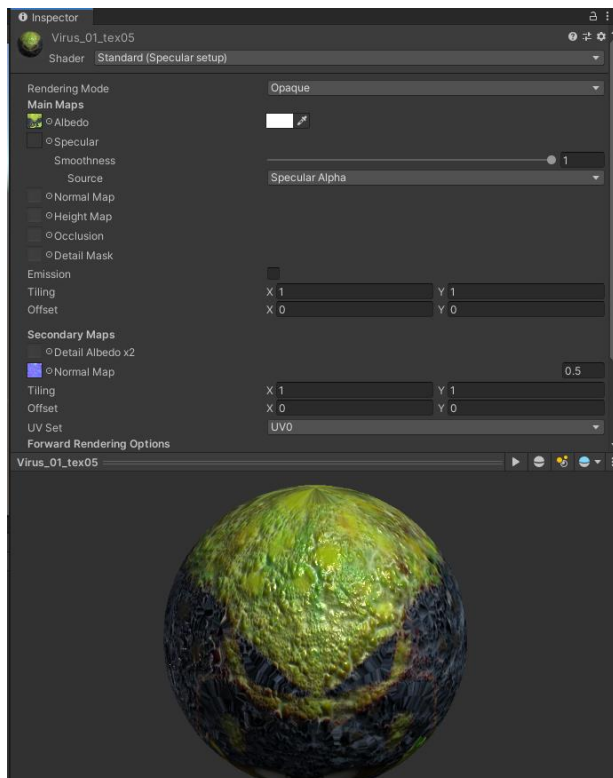 Inspector
Virus_01_tex05
Shader Standard (Specular setup)
Rendering Mode Opaque
Main Maps
Albedo
Specular
Smoothness 1
Source Specular Alpha
Normal Map
Height Map
Occlusion
Detail Mask
Emission
Tiling X 1 Y 1
Offset X 0 Y 0
Secondary Maps
Detail Albedo x2
Normal Map 0.5
Tiling X 1 Y 1
Offset X 0 Y 0
UV Set UV0
Forward Rendering Options
Virus_01_tex05